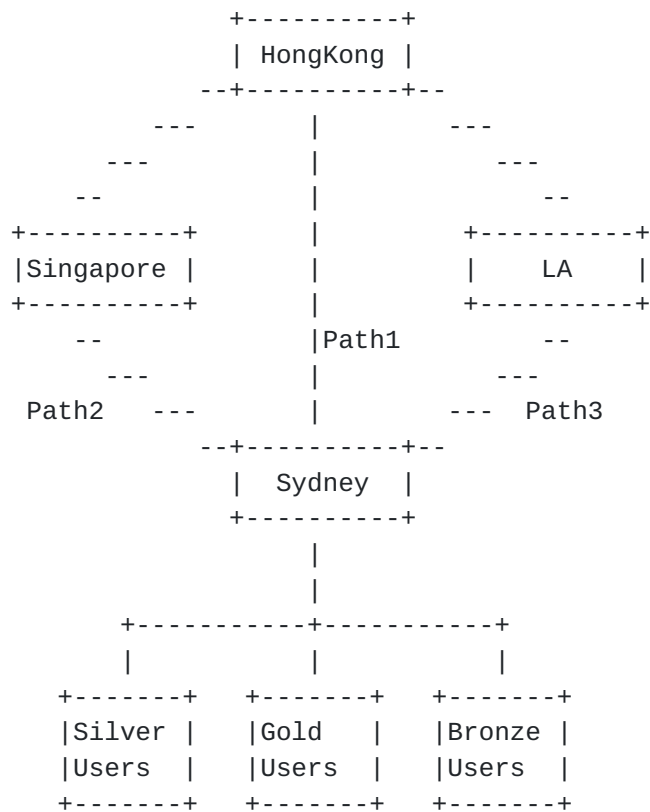 HongKong
Singapore LA
Path1
Path2 Path3
Sydney
Silver Gold Bronze
Users Users Users